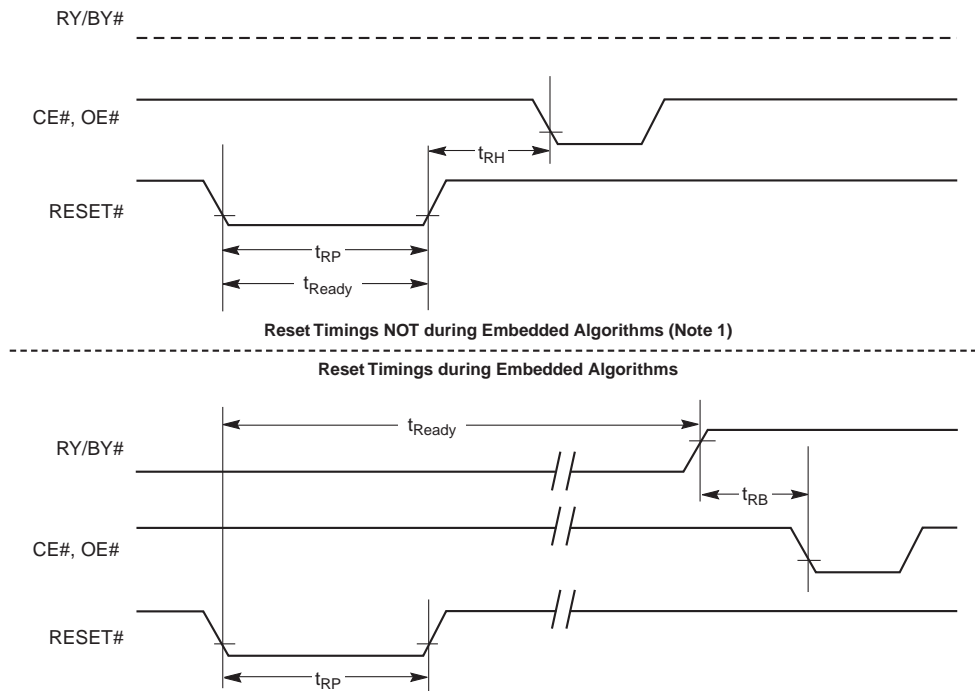 RY/BY#
CE#, OE#
tRH
RESET#
tRP
tReady
Reset Timings NOT during Embedded Algorithms (Note 1)
Reset Timings during Embedded Algorithms
tReady
RY/BY#
tRB
CE#, OE#
RESET#
tRP